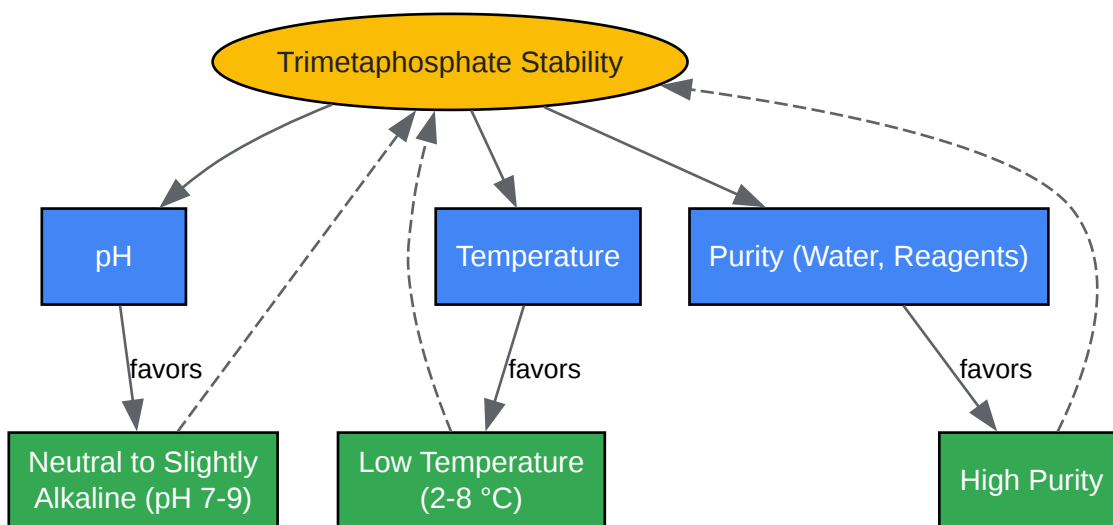 Trimetaphosphate Stability
pH
Temperature
Purity (Water, Reagents)
favors
favors
favors
Neutral to Slightly
Alkaline (pH 7-9)
Low Temperature
(2-8 °C)
High Purity